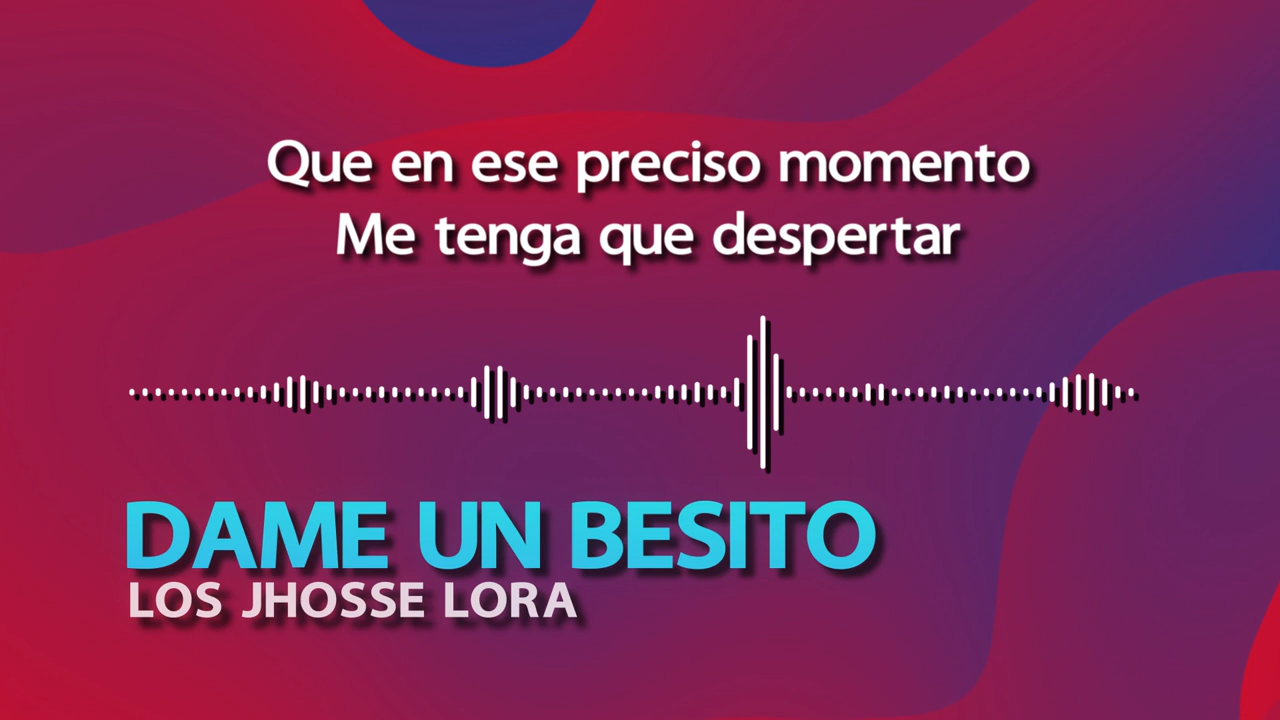 Que en ese preciso momento
Me tenga que despertar
DAME UN BESITO
LOS JHOSSE LORA